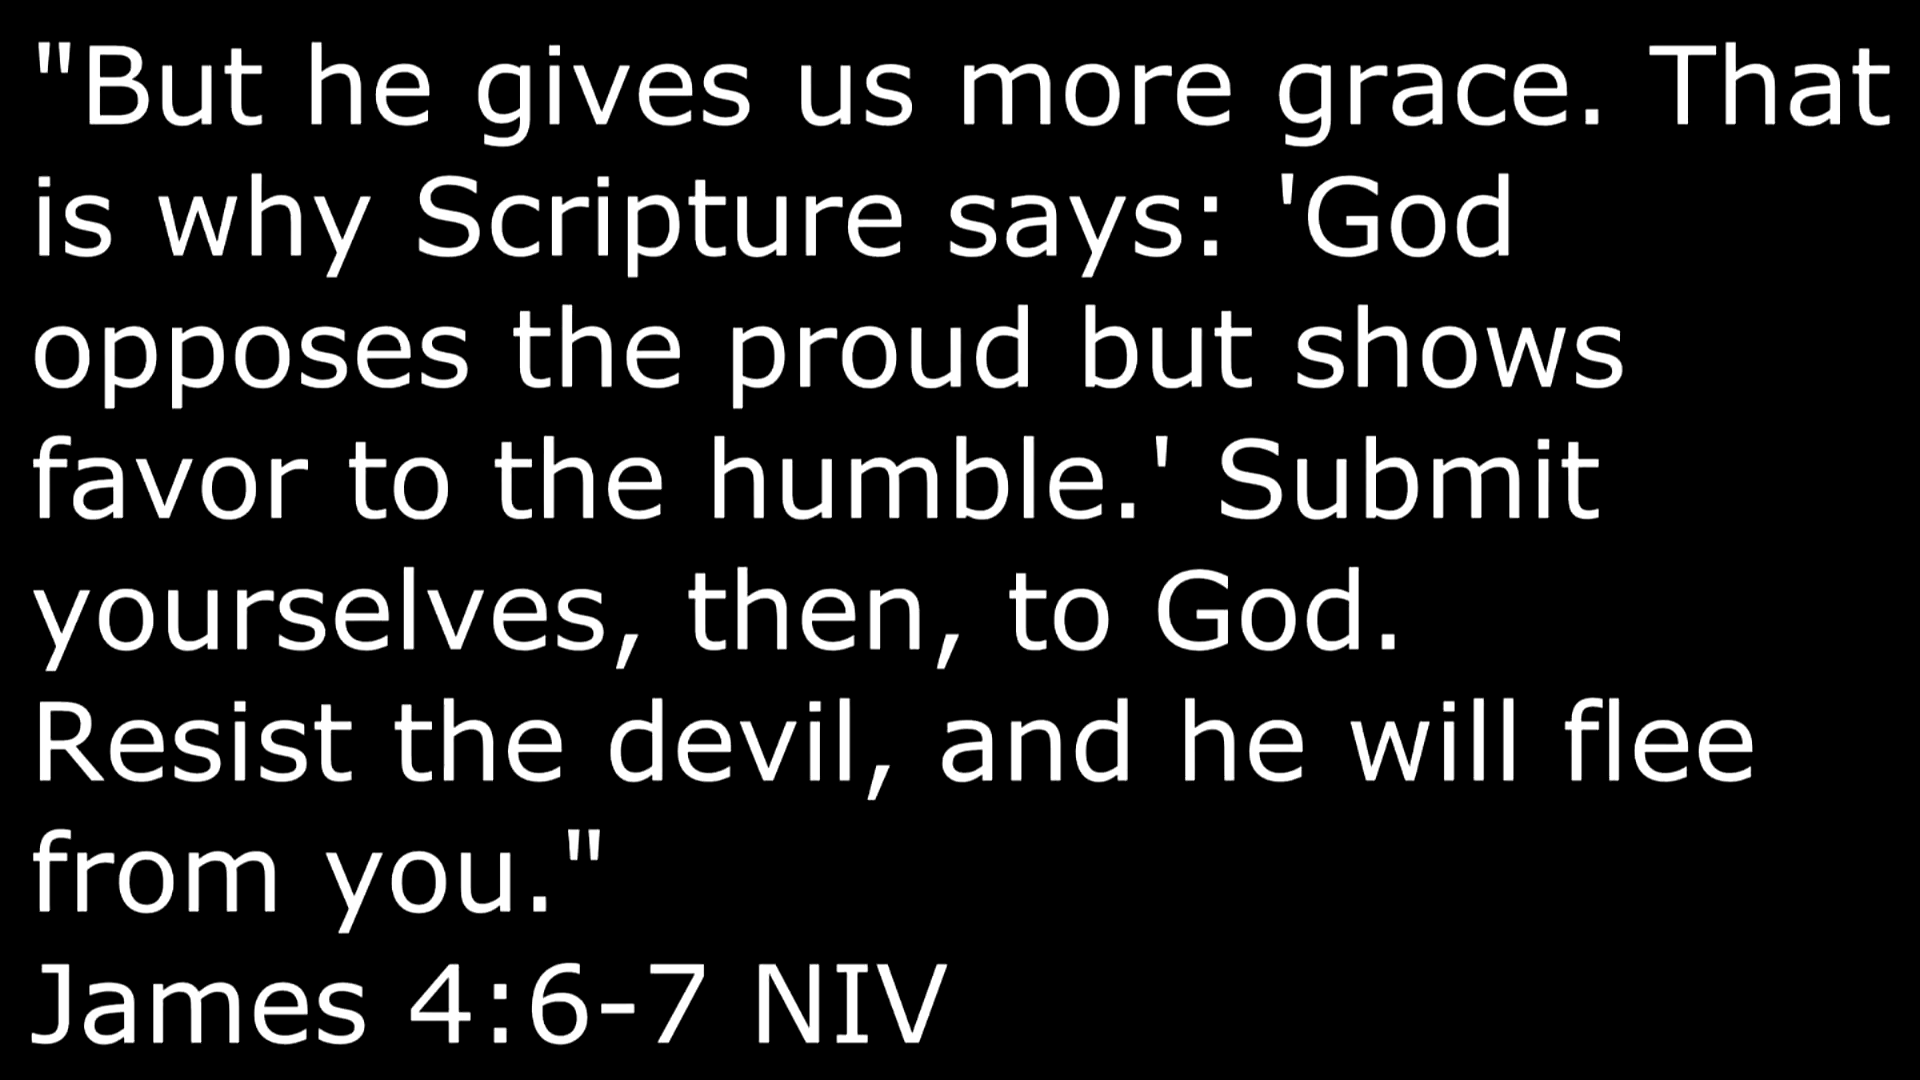 "But he gives us more grace. That
is why Scripture says: 'God
opposes the proud but shows
favor to the humble.' Submit
yourselves, then, to God.
Resist the devil, and he will flee
from you."
James 4:6-7 NIV